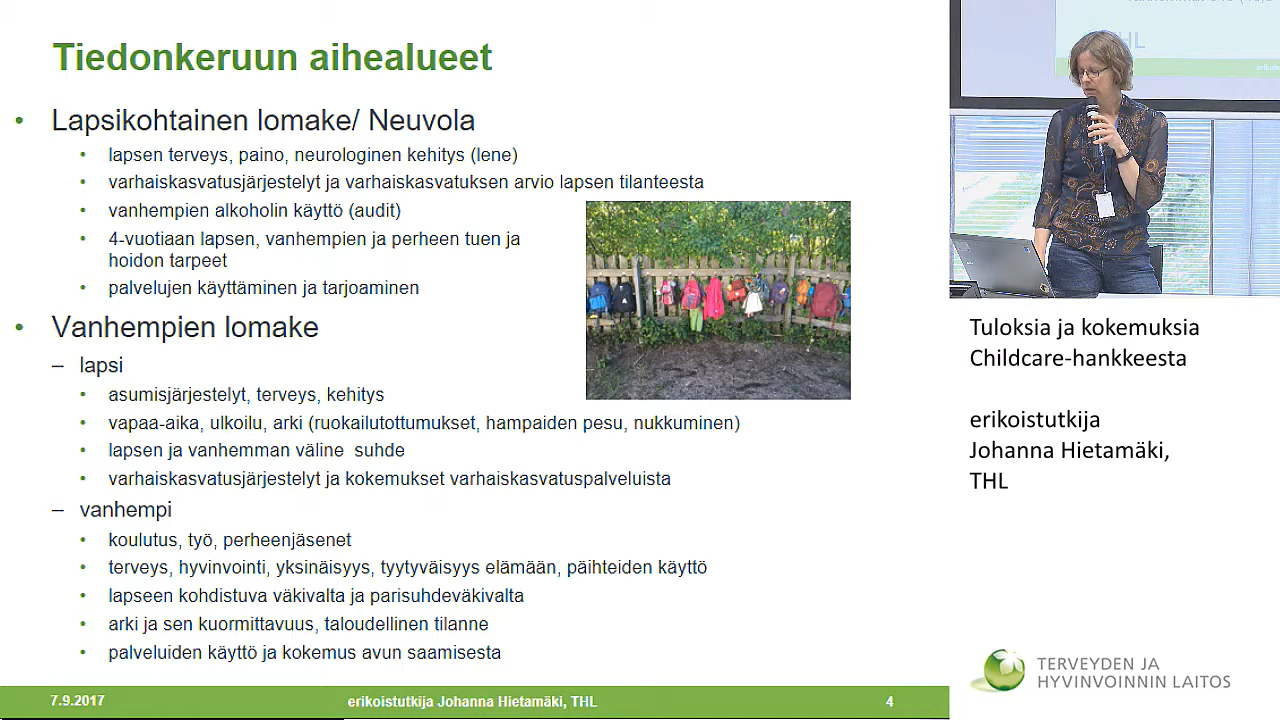 Tiedonkeruun aihealueet
• Lapsikohtainen lomake/ Neuvola
• lapsen terveys, paino, neurologinen kehitys (lene)
• varhaiskasvatusjärjestelyt ja varhaiskasvatuksen arvio lapsen tilanteesta
• vanhempien alkoholin käyttö (audit)
• 4-vuotiaan lapsen, vanhempien ja perheen tuen ja
hoidon tarpeet
• palvelujen käyttäminen ja tarjoaminen
• Vanhempien lomake
– lapsi
• asumisjärjestelyt, terveys, kehitys
• vapaa-aika, ulkoilu, arki (ruokailutottumukset, hampaiden pesu, nukkuminen)
• lapsen ja vanhemman väline suhde
• varhaiskasvatusjärjestelyt ja kokemukset varhaiskasvatuspalveluista
– vanhempi
• koulutus, työ, perheenjäsenet
• terveys, hyvinvointi, yksinäisyys, tyytyväisyys elämään, päihteiden käyttö
• lapseen kohdistuva väkivalta ja parisuhdeväkivalta
• arki ja sen kuormittavuus, taloudellinen tilanne
• palveluiden käyttö ja kokemus avun saamisesta
7.9.2017
erikoistutkija Johanna Hietamäki, THL
4
Tuloksia ja kokemuksia
Childcare-hankkeesta
erikoistutkija
Johanna Hietamäki,
THL
TERVEYDEN JA
HYVINVOINNIN LAITOS